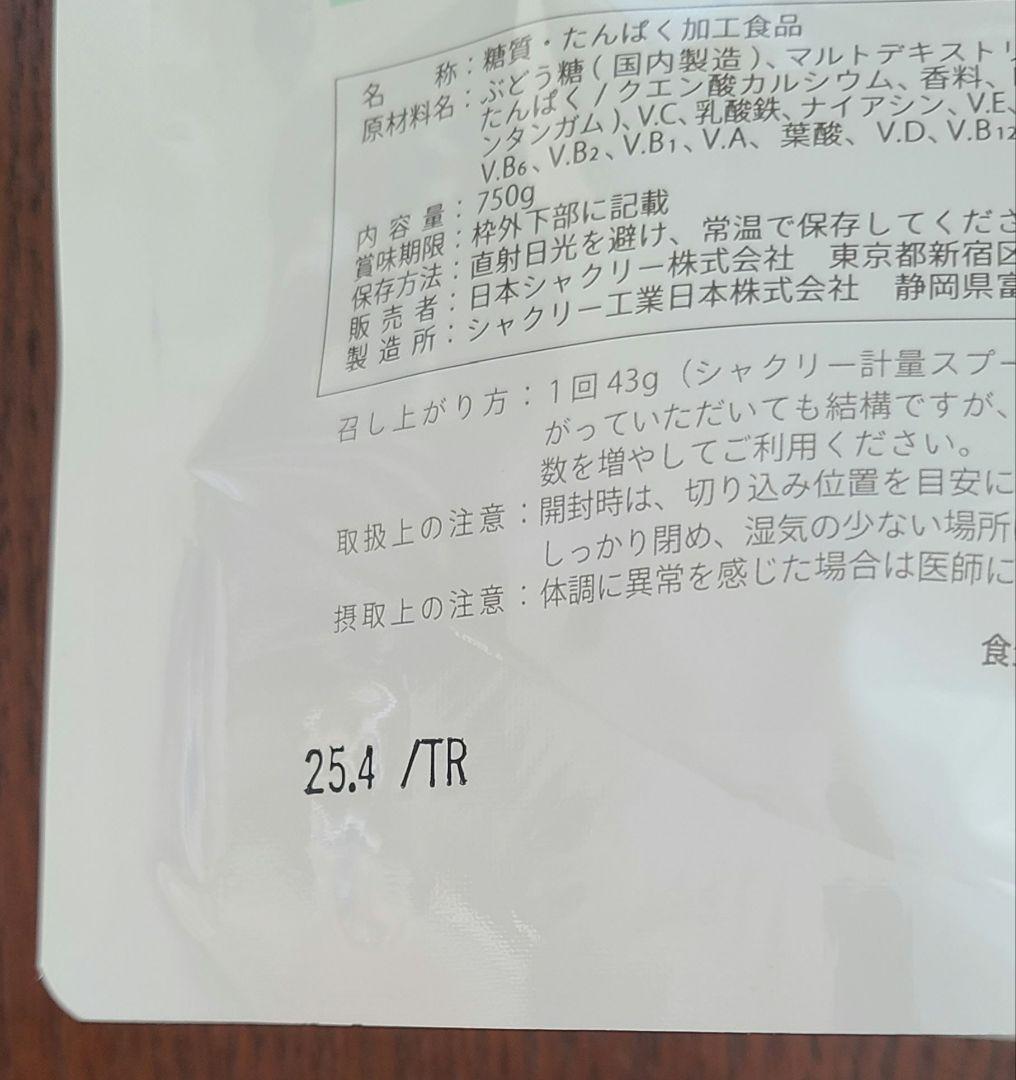 名称：糖質・たんぱく加工食品
原材料名：ぶどう糖(国内製造)、マルトデキストリ
たんぱく/クエン酸カルシウム、香料、
ンタンガム)、V.C、乳酸鉄、ナイアシン、V.E、
V.B6、V.B2、V.B1、V.A、葉酸、V.D、V.B12
内容量：750g
賞味期限：枠外下部に記載
保存方法：直射日光を避け、常温で保存してくださ
販売者：日本シャクリー株式会社 東京都新宿区
製造所：シャクリー工業日本株式会社 静岡県富
召し上がり方：1回43g（シャクリー計量スプー
がっていただいても結構ですが、
数を増やしてご利用ください。
取扱上の注意：開封時は、切り込み位置を目安に
しっかり閉め、湿気の少ない場所
摂取上の注意：体調に異常を感じた場合は医師に
食
25.4 /TR